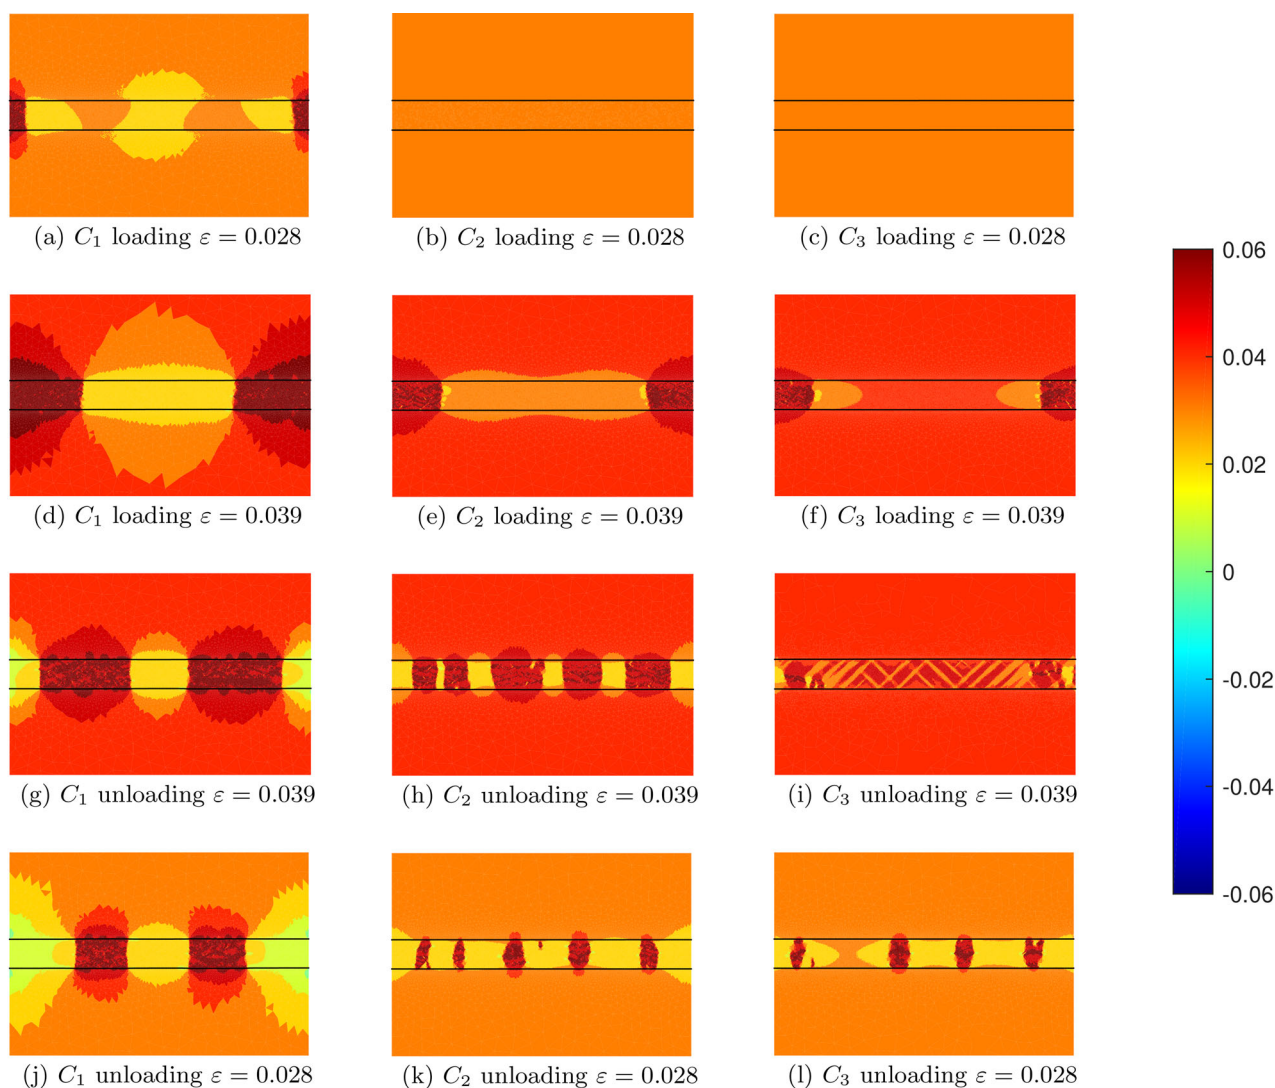 (a) C₁ loading ε = 0.028
(b) C₂ loading ε = 0.028
(c) C₃ loading ε = 0.028
(d) C₁ loading ε = 0.039
(e) C₂ loading ε = 0.039
(f) C₃ loading ε = 0.039
(g) C₁ unloading ε = 0.039
(h) C₂ unloading ε = 0.039
(i) C₃ unloading ε = 0.039
(j) C₁ unloading ε = 0.028
(k) C₂ unloading ε = 0.028
(l) C₃ unloading ε = 0.028
0.06
0.04
0.02
0
-0.02
-0.04
-0.06